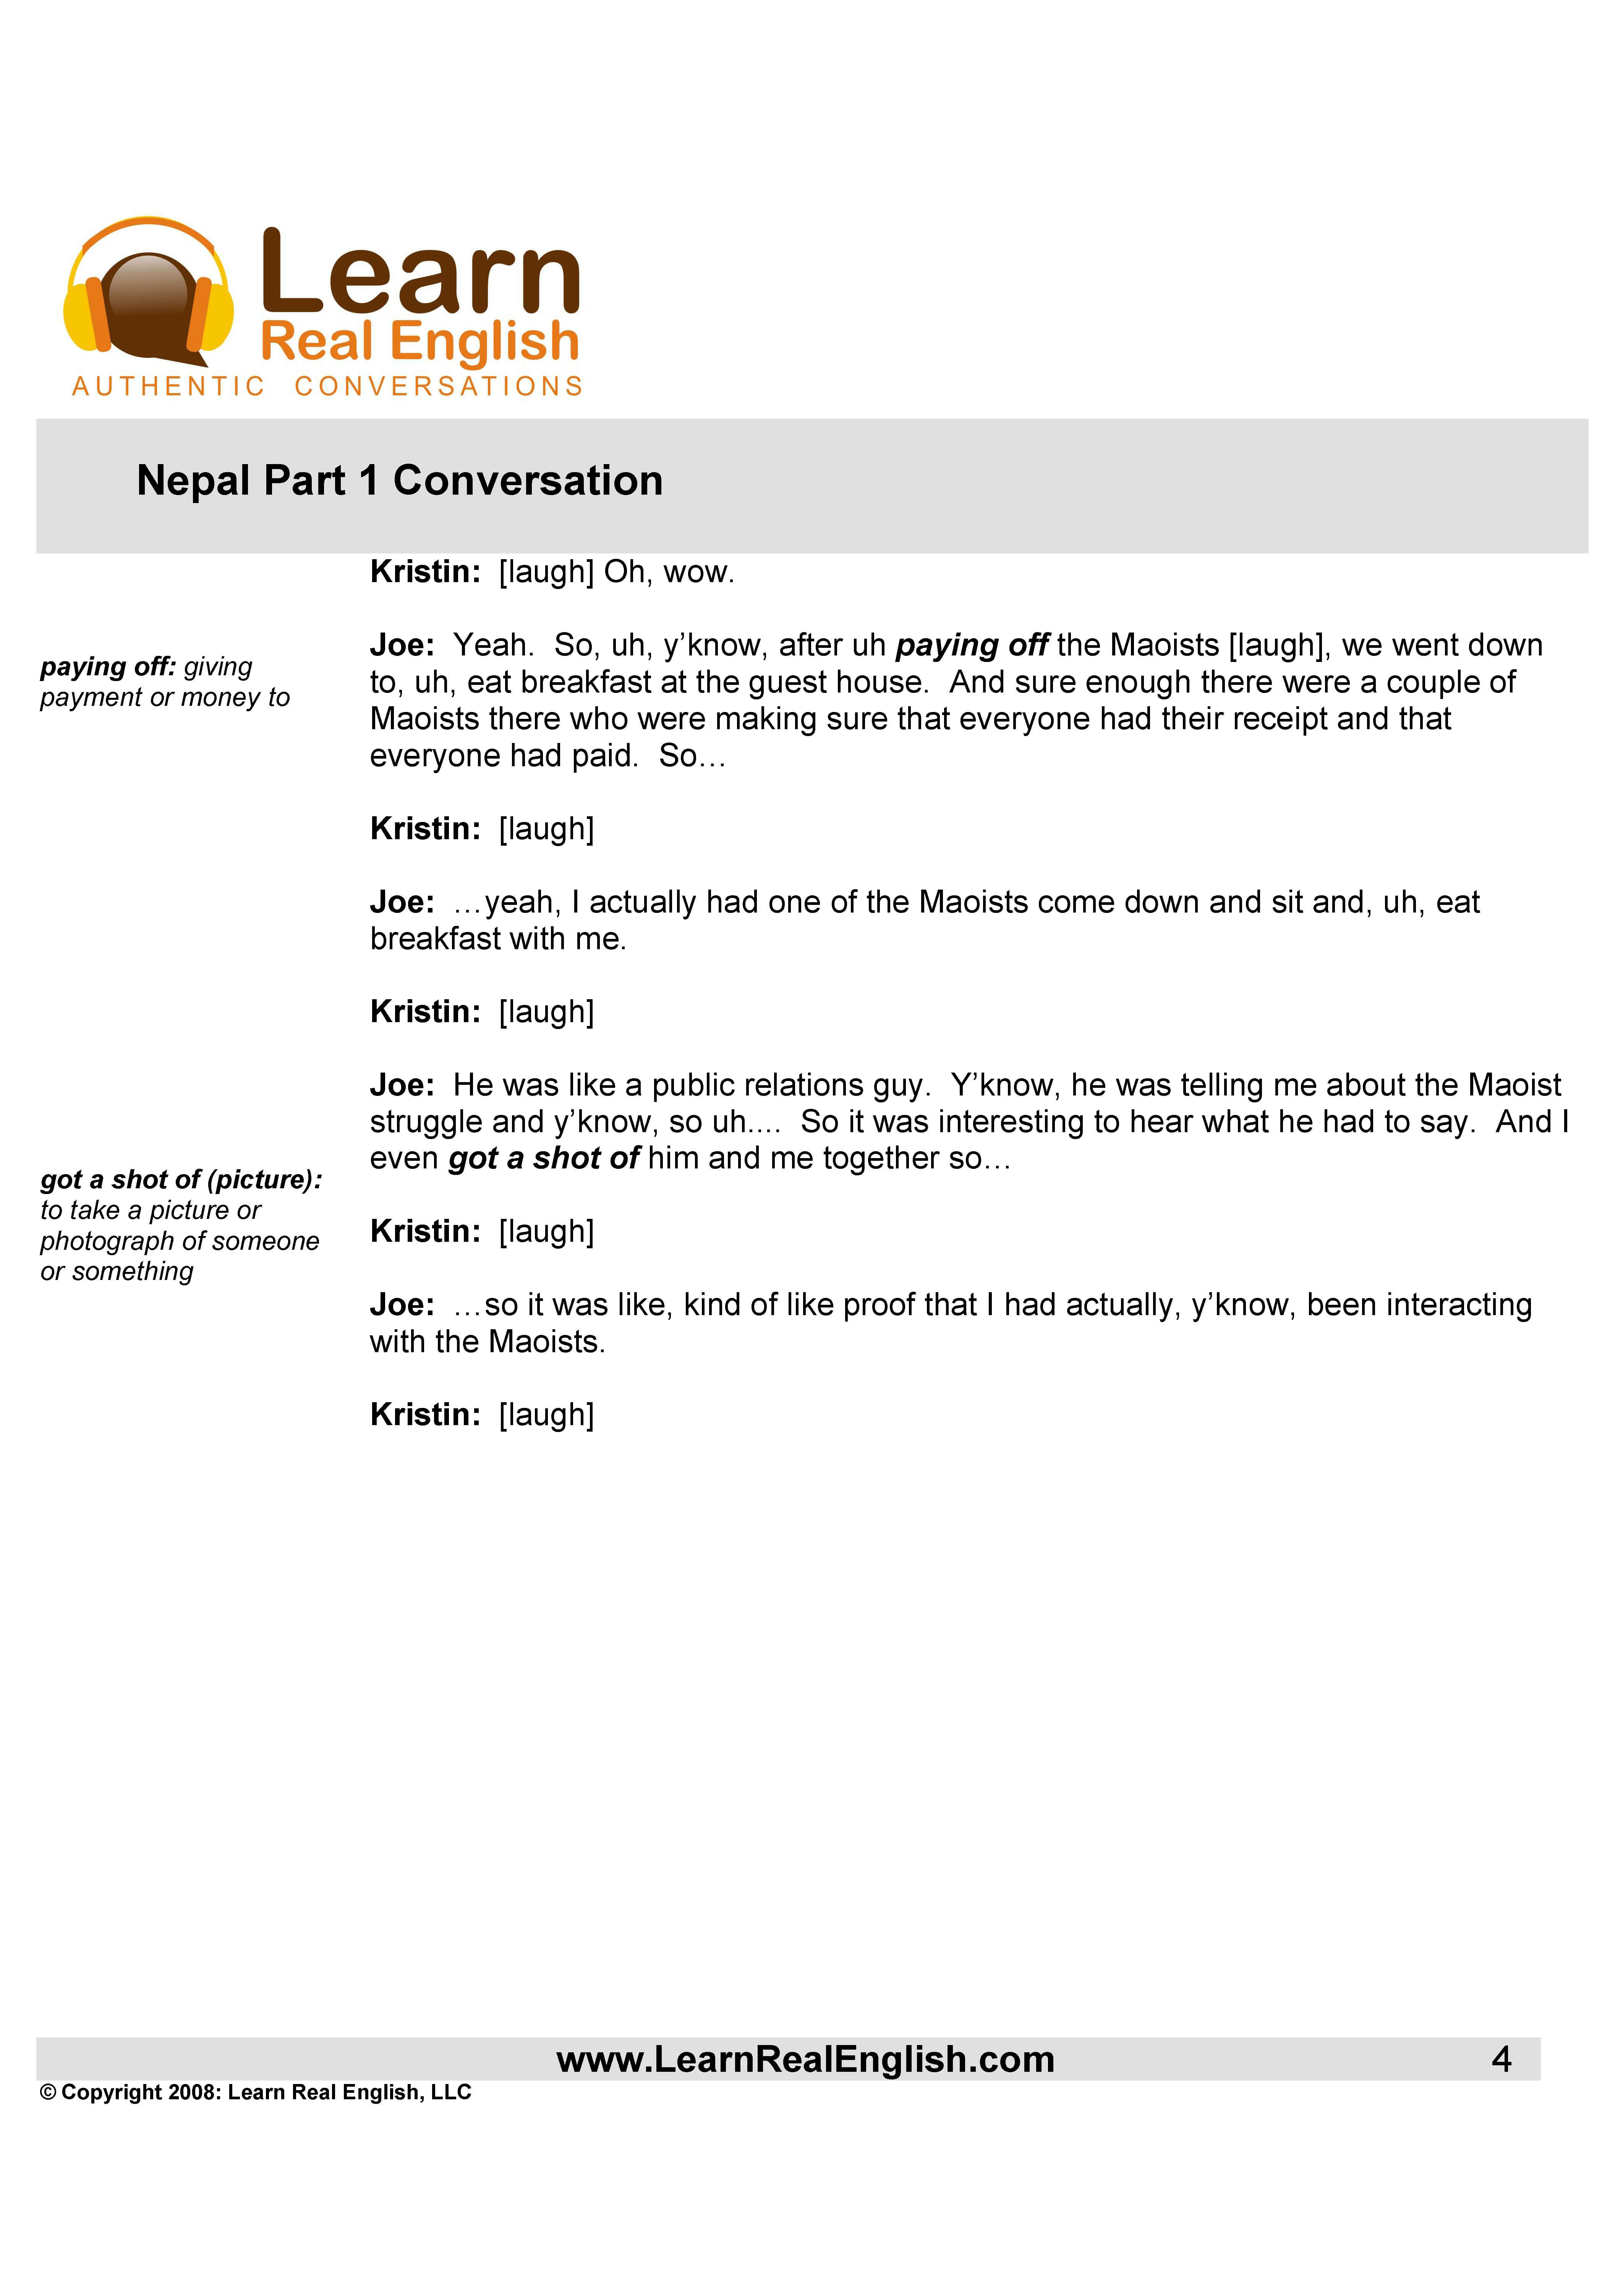 Learn
Real English
AUTHENTIC CONVERSATIONS
Nepal Part 1 Conversation
Kristin: [laugh] Oh, wow.
paying off: giving
payment or money to
Joe: Yeah. So, uh, y’know, after uh paying off the Maoists [laugh], we went down
to, uh, eat breakfast at the guest house. And sure enough there were a couple of
Maoists there who were making sure that everyone had their receipt and that
everyone had paid. So…
Kristin: [laugh]
Joe: …yeah, I actually had one of the Maoists come down and sit and, uh, eat
breakfast with me.
Kristin: [laugh]
Joe: He was like a public relations guy. Y’know, he was telling me about the Maoist
struggle and y’know, so uh.... So it was interesting to hear what he had to say. And I
even got a shot of him and me together so…
got a shot of (picture):
to take a picture or
photograph of someone
or something
Kristin: [laugh]
Joe: …so it was like, kind of like proof that I had actually, y’know, been interacting
with the Maoists.
Kristin: [laugh]
www.LearnRealEnglish.com 4
© Copyright 2008: Learn Real English, LLC